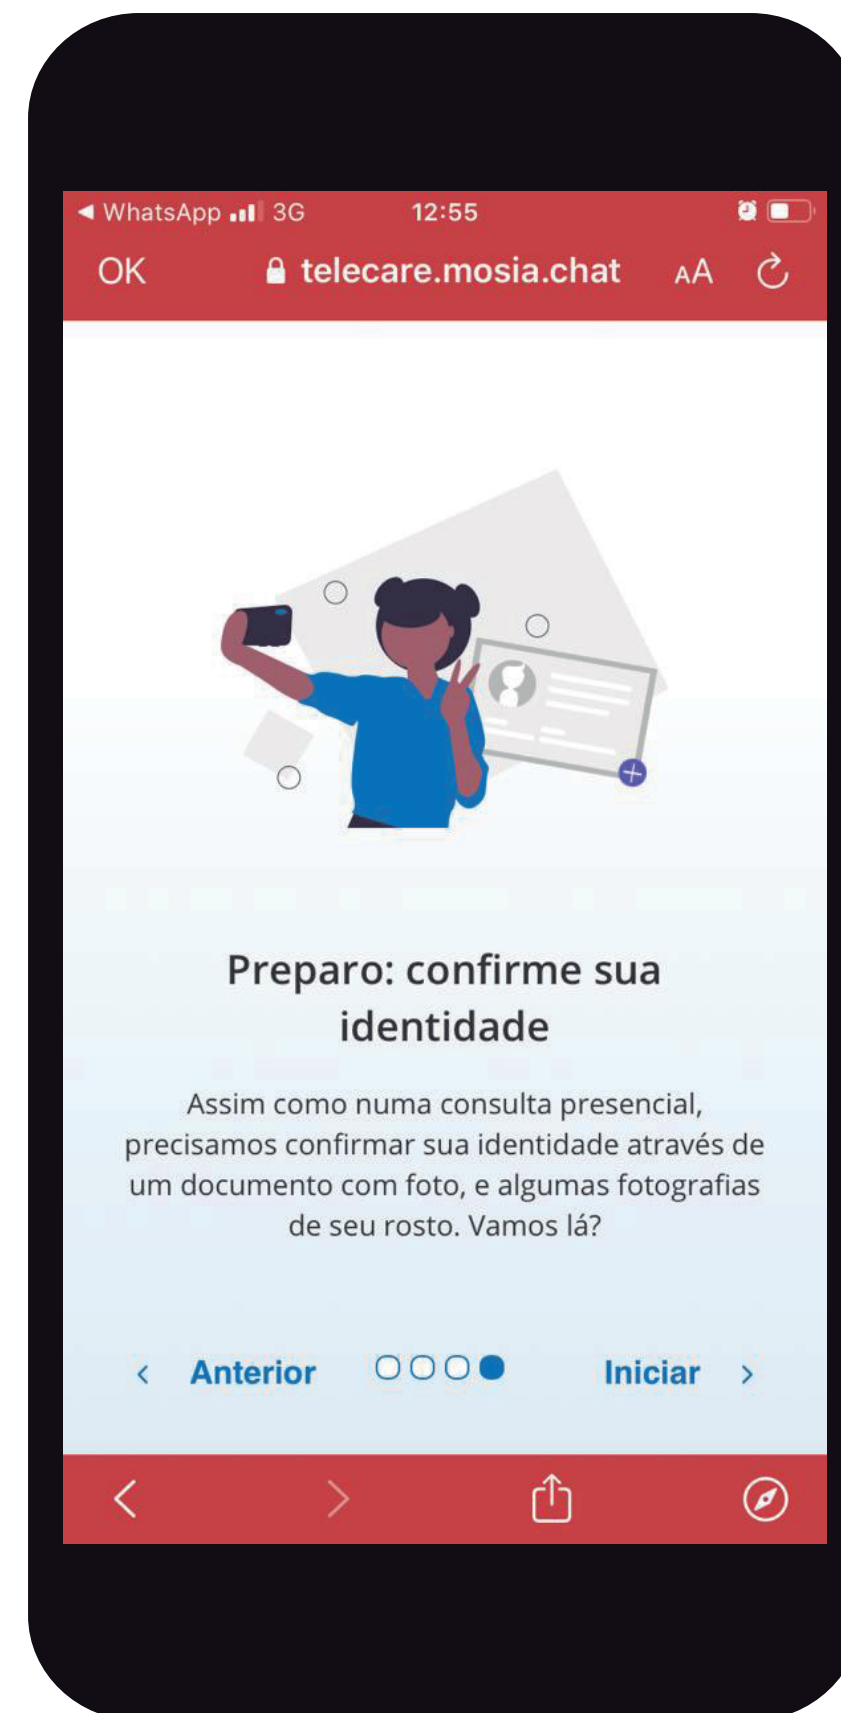 WhatsApp 3G 12:55
OK telecare.mosia.chat AA
Preparo: confirme sua
identidade
Assim como numa consulta presencial,
precisamos confirmar sua identidade através de
um documento com foto, e algumas fotografias
de seu rosto. Vamos lá?
Anterior Iniciar